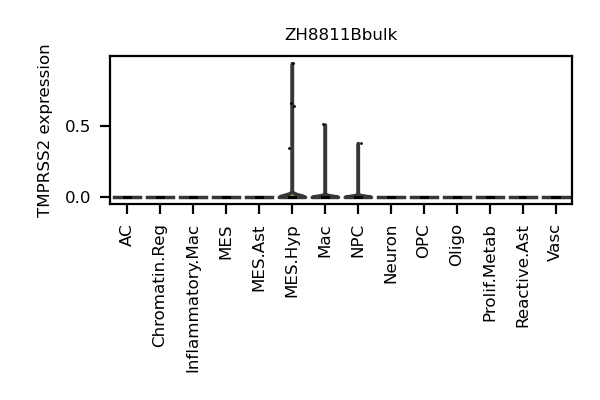 ZH8811Bbulk
TMPRSS2 expression
0.5
0.0
AC
Chromatin.Reg
Inflammatory.Mac
MES
MES.Ast
MES.Hyp
Mac
NPC
Neuron
OPC
Oligo
Prolif.Metab
Reactive.Ast
Vasc